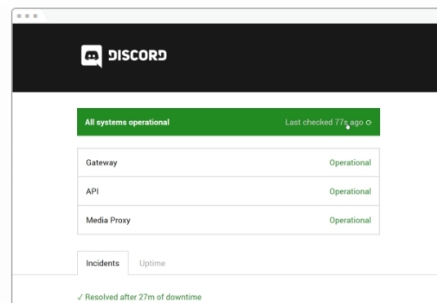 DISCORD
All systems operational Last checked 77s ago
Gateway Operational
API Operational
Media Proxy Operational
Incidents Uptime
✓ Resolved after 27m of downtime